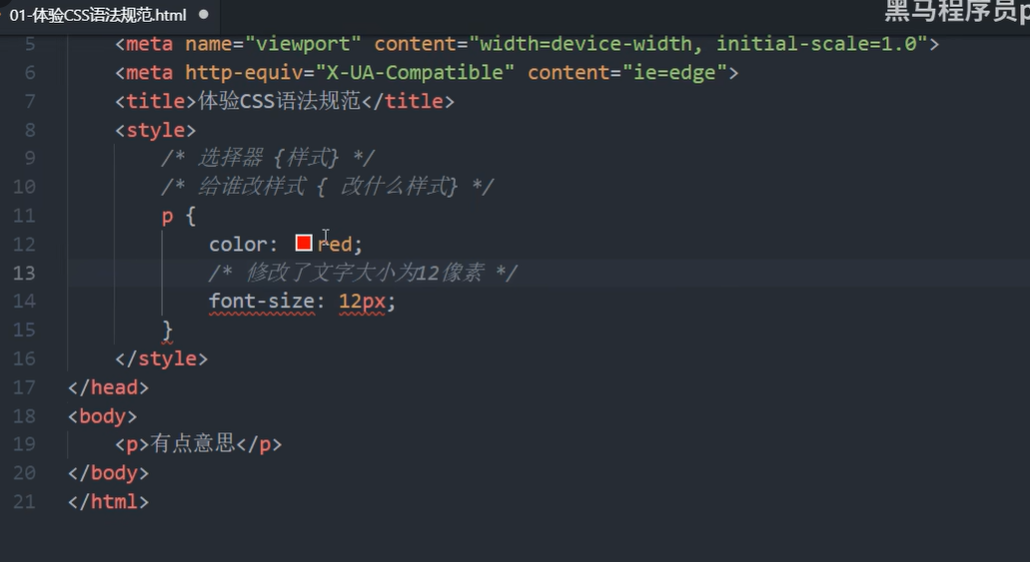 01-体验CSS语法规范.html ●
黑马程序员p
5 <meta name="viewport" content="width=device-width, initial-scale=1.0">
6 <meta http-equiv="X-UA-Compatible" content="ie=edge">
7 <title>体验CSS语法规范</title>
8 <style>
9 /* 选择器 {样式} */
10 /* 给谁改样式 { 改什么样式} */
11 p {
12 color: red;
13 /* 修改了文字大小为12像素 */
14 font-size: 12px;
15 }
16 </style>
17 </head>
18 <body>
19 <p>有点意思</p>
20 </body>
21 </html>